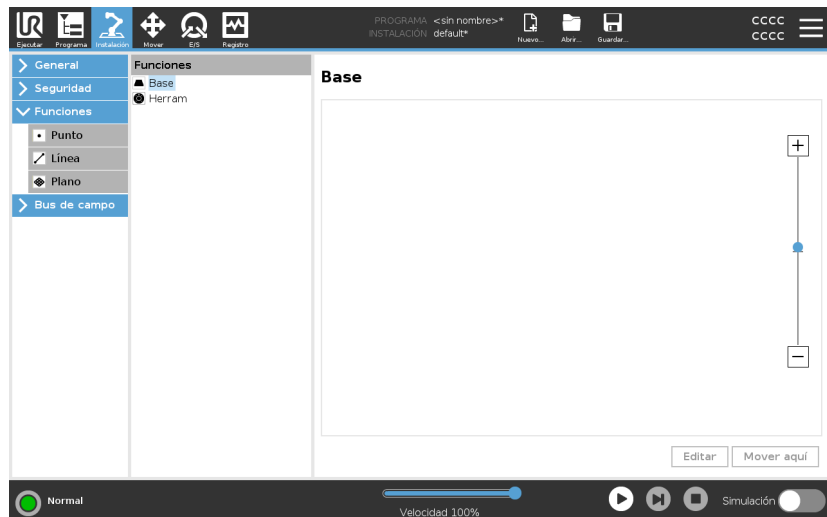 UR
PROGRAMA <sin nombre>*
INSTALACIÓN default*
Ejecutar Programa Instalación Mover E/S Registro
Nuevo... Abrir... Guardar...
CCCC
CCCC
General
Seguridad
Funciones
Punto
Línea
Plano
Bus de campo
Funciones
Base
Herram
Base
Editar Mover aquí
Normal
Velocidad 100%
Simulación